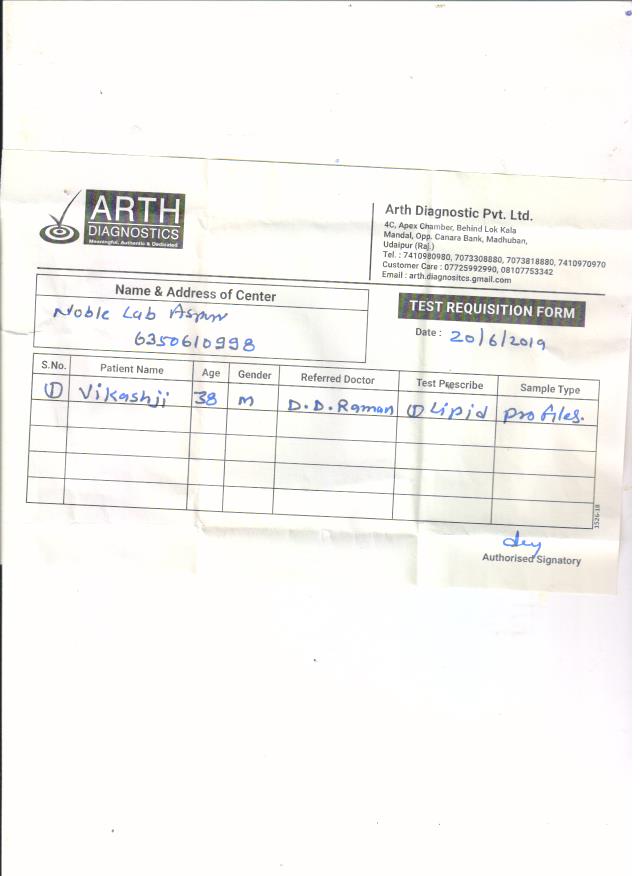 ARTH
DIAGNOSTICS
Meaningful, Authentic & Dedicated
Arth Diagnostic Pvt. Ltd.
4C, Apex Chamber, Behind Lok Kala
Mandal, Opp. Canara Bank, Madhuban,
Udaipur (Raj.)
Tel. : 7410980980, 7073308880, 7073818880, 7410970970
Customer Care : 07725992990, 08107753342
Email : arth.diagnositcs.gmail.com
Name & Address of Center
Noble Lab Aspur
6350610998
TEST REQUISITION FORM
Date : 20/6/2019
S.No. Patient Name Age Gender Referred Doctor Test Prescribe Sample Type
① Vikashji 38 M D.D.Raman ① Lipid Profiles.
1526-18
Authorised Signatory